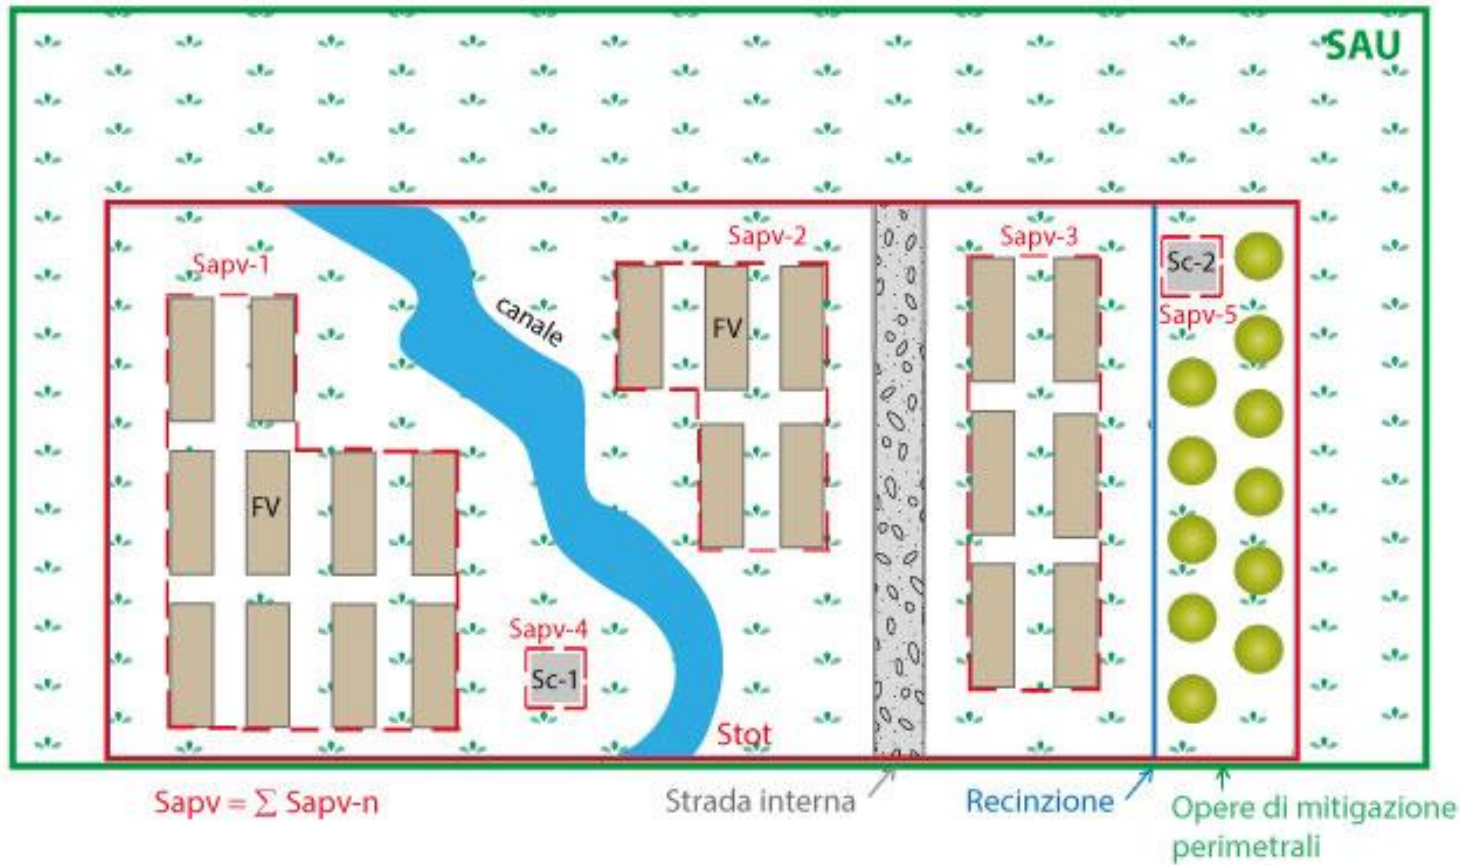 SAU
Sapv-1
FV
canale
Sapv-2
FV
Sapv-3
Sc-2
Sapv-5
Sapv-4
Sc-1
Stot
Sapv = ∑ Sapv-n
Strada interna
Recinzione
Opere di mitigazione
perimetrali